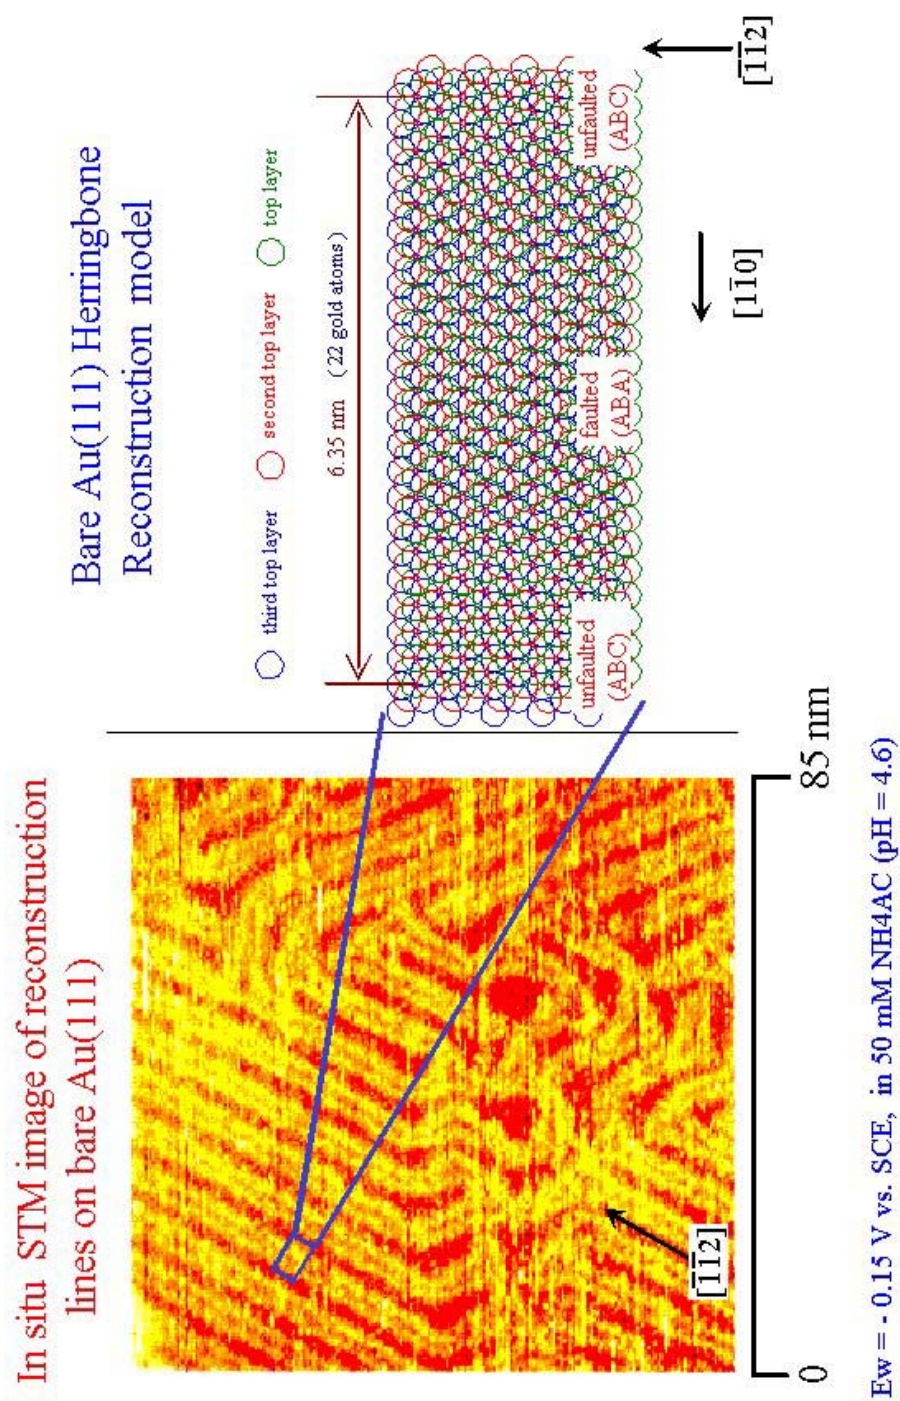 In situ STM image of reconstruction
lines on bare Au(111)
[1̅1̅2]
0
85 nm
Ew = - 0.15 V vs. SCE, in 50 mM NH4AC (pH = 4.6)
Bare Au(111) Herringbone
Reconstruction model
third top layer
second top layer
top layer
6.35 nm ( 22 gold atoms )
unfaulted
(ABC)
faulted
(ABA)
unfaulted
(ABC)
[11̅0]
[1̅1̅2]